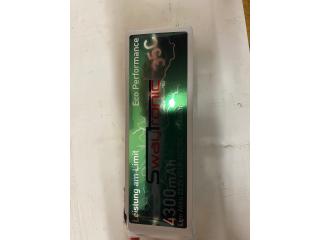 Leistung am Limit
Eco Performance
Swaytronic
35C
4300mAh